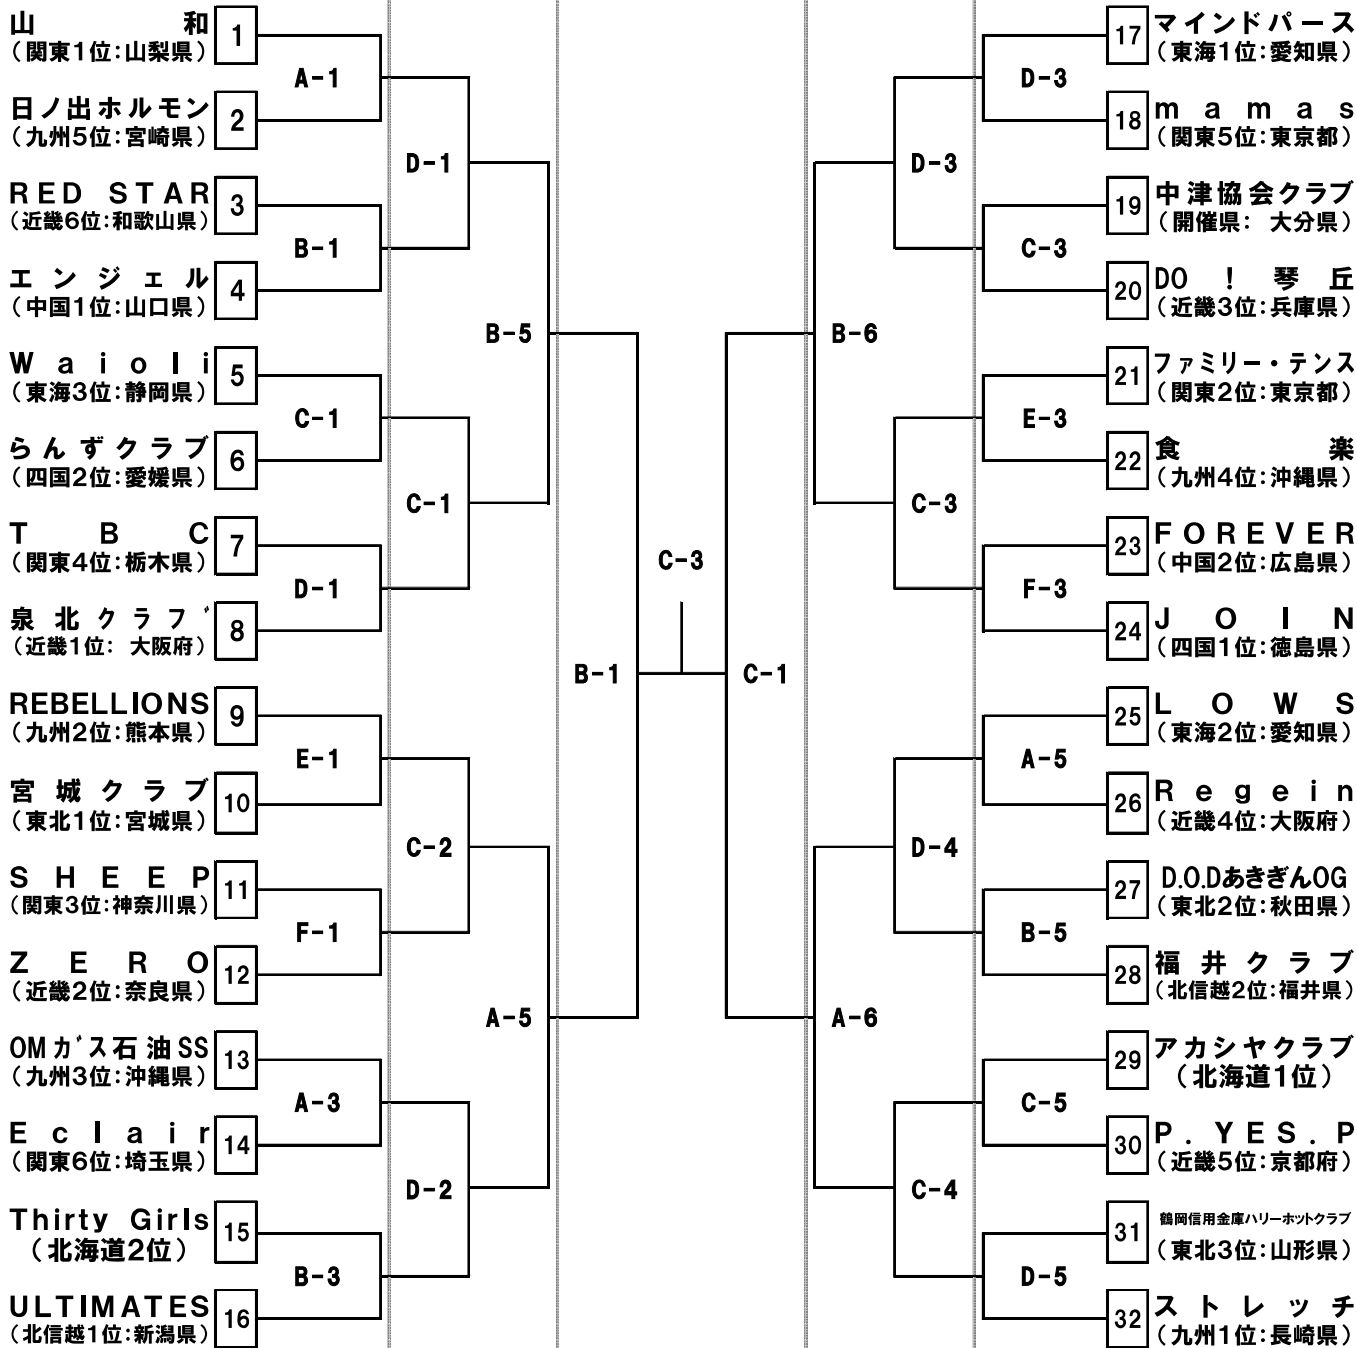 山和
1
(関東1位:山梨県)
A-1
日ノ出ホルモン
2
(九州5位:宮崎県)
D-1
RED STAR
3
(近畿6位:和歌山県)
B-1
エンジェル
4
(中国1位:山口県)
B-5
Waioli
5
(東海3位:静岡県)
C-1
らんずクラブ
6
(四国2位:愛媛県)
C-1
TBC
7
(関東4位:栃木県)
D-1
泉北クラブ
8
(近畿1位: 大阪府)
B-1
REBELLIONS
9
(九州2位:熊本県)
E-1
宮城クラブ
10
(東北1位:宮城県)
C-2
SHEEP
11
(関東3位:神奈川県)
F-1
ZERO
12
(近畿2位:奈良県)
A-5
OMガス石油SS
13
(九州3位:沖縄県)
A-3
Eclair
14
(関東6位:埼玉県)
D-2
Thirty Girls
15
(北海道2位)
B-3
ULTIMATES
16
(北信越1位:新潟県)
C-3
マインドパース
17
(東海1位:愛知県)
D-3
mamas
18
(関東5位:東京都)
D-3
中津協会クラブ
19
(開催県: 大分県)
C-3
DO!琴丘
20
(近畿3位:兵庫県)
B-6
ファミリー・テンス
21
(関東2位:東京都)
E-3
食楽
22
(九州4位:沖縄県)
C-3
FOREVER
23
(中国2位:広島県)
F-3
JOIN
24
(四国1位:徳島県)
C-1
LOWS
25
(東海2位:愛知県)
A-5
Regein
26
(近畿4位:大阪府)
D-4
D.O.DあきぎんOG
27
(東北2位:秋田県)
B-5
福井クラブ
28
(北信越2位:福井県)
A-6
アカシヤクラブ
29
(北海道1位)
C-5
P.YES.P
30
(近畿5位:京都府)
C-4
鶴岡信用金庫ハリーホットクラブ
31
(東北3位:山形県)
D-5
ストレッチ
32
(九州1位:長崎県)